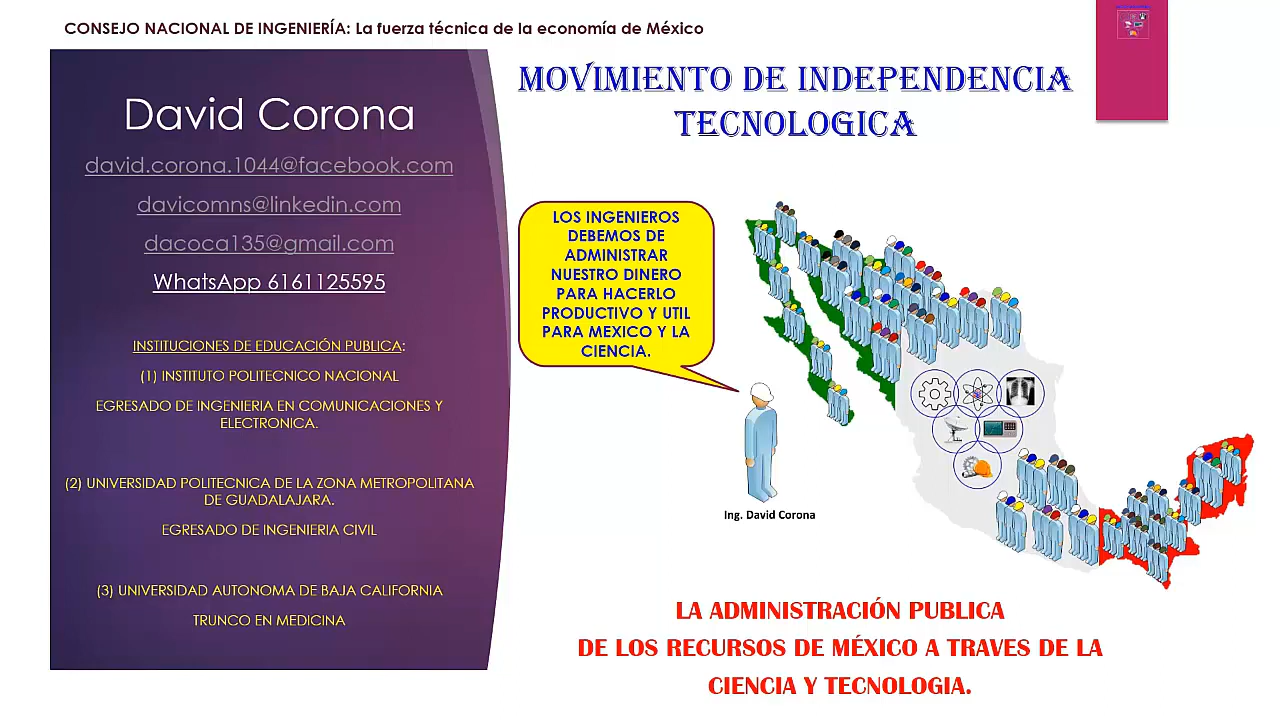 CONSEJO NACIONAL DE INGENIERÍA: La fuerza técnica de la economía de México
David Corona
david.corona.1044@facebook.com
davicomns@linkedin.com
dacoca135@gmail.com
WhatsApp 6161125595
INSTITUCIONES DE EDUCACIÓN PUBLICA:
(1) INSTITUTO POLITECNICO NACIONAL
EGRESADO DE INGENIERIA EN COMUNICACIONES Y
ELECTRONICA.
(2) UNIVERSIDAD POLITECNICA DE LA ZONA METROPOLITANA
DE GUADALAJARA.
EGRESADO DE INGENIERIA CIVIL
(3) UNIVERSIDAD AUTONOMA DE BAJA CALIFORNIA
TRUNCO EN MEDICINA
MOVIMIENTO DE INDEPENDENCIA
TECNOLOGICA
LOS INGENIEROS
DEBEMOS DE
ADMINISTRAR
NUESTRO DINERO
PARA HACERLO
PRODUCTIVO Y UTIL
PARA MEXICO Y LA
CIENCIA.
Ing. David Corona
LA ADMINISTRACIÓN PUBLICA
DE LOS RECURSOS DE MÉXICO A TRAVES DE LA
CIENCIA Y TECNOLOGIA.